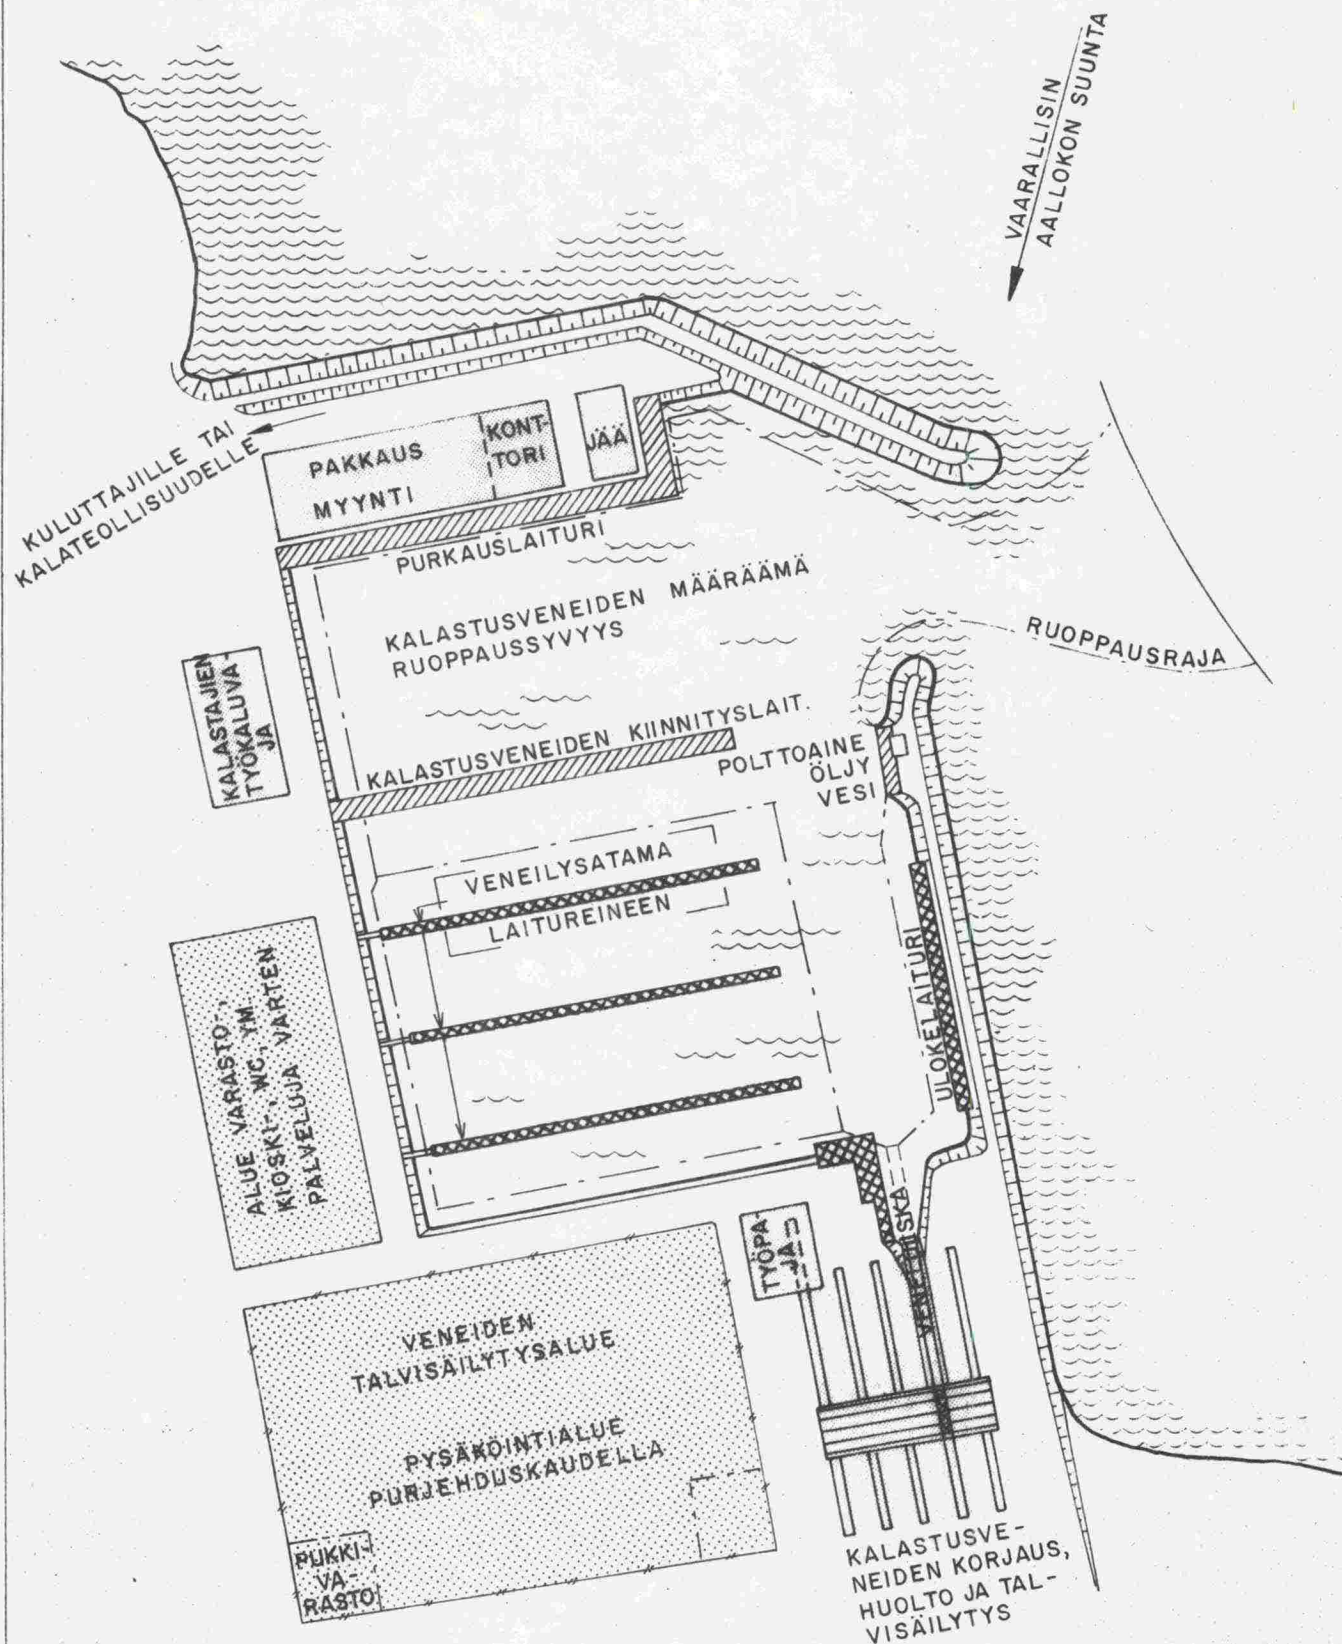 VAARALLISIN
AALLOKON SUUNTA
KULUTTAJILLE TAI
KALATEOLLISUUDELLE
PAKKAUS
MYYNTI
KONT-
TORI
JÄÄ
PURKAUSLAITURI
KALASTUSVENEIDEN MÄÄRÄÄMÄ
RUOPPAUSSYVYYS
RUOPPAUSRAJA
KALASTAJIEN
TYÖKALUVA-
JA
KALASTUSVENEIDEN KIINNITYSLAIT.
POLTTOAINE
ÖLJY
VESI
VENEILYSATAMA
LAITUREINEEN
ULOKELAITURI
ALUE VARASTO-,
KIOSKI-, WC, YM.
PALVELUJA VARTEN
TYÖPA-
JA
VENELUISKA
VENEIDEN
TALVISÄILYTYSALUE
PYSÄKÖINTIALUE
PURJEHDUSKAUDELLA
PUKKI-
VA-
RASTO
KALASTUSVE-
NEIDEN KORJAUS,
HUOLTO JA TAL-
VISÄILYTYS